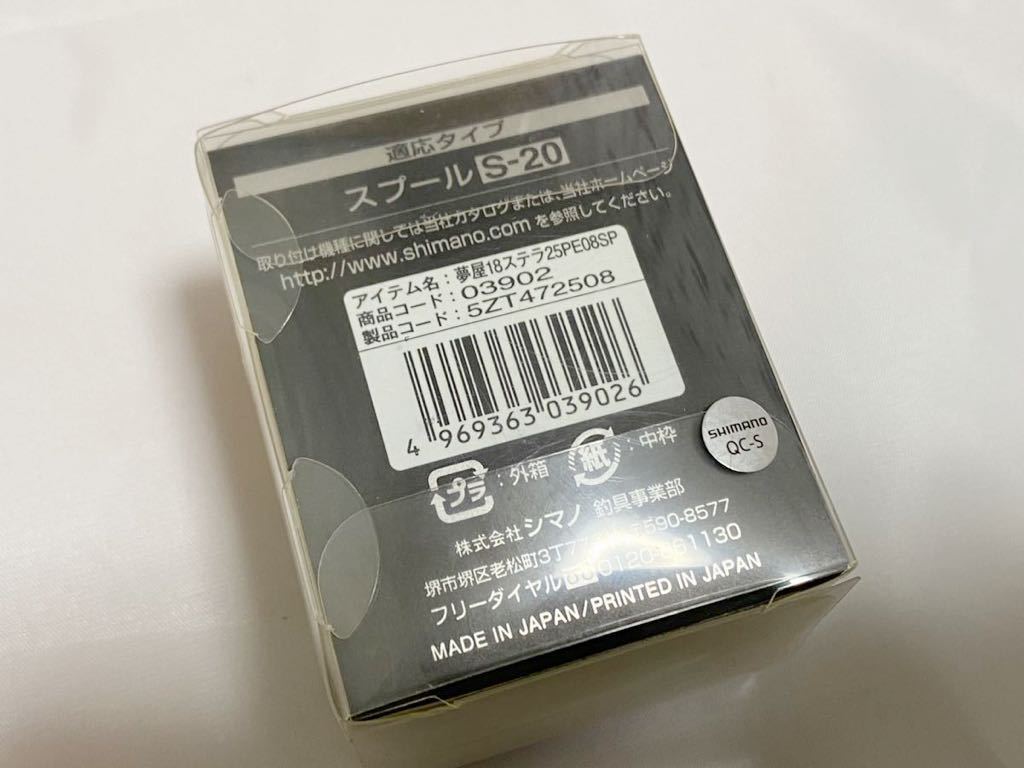 適応タイプ
スプール S-20
取り付け機種に関しては当社カタログまたは、当社ホームページ
http://www.shimano.com を参照してください。
アイテム名：夢屋18ステラ25PE08SP
商品コード：03902
製品コード：5ZT472508
4 969363 039026
プラ：外箱 紙：中枠
SHIMANO
QC-S
株式会社シマノ 釣具事業部
堺市堺区老松町3丁77 590-8577
フリーダイヤル 0120-861130
MADE IN JAPAN/PRINTED IN JAPAN